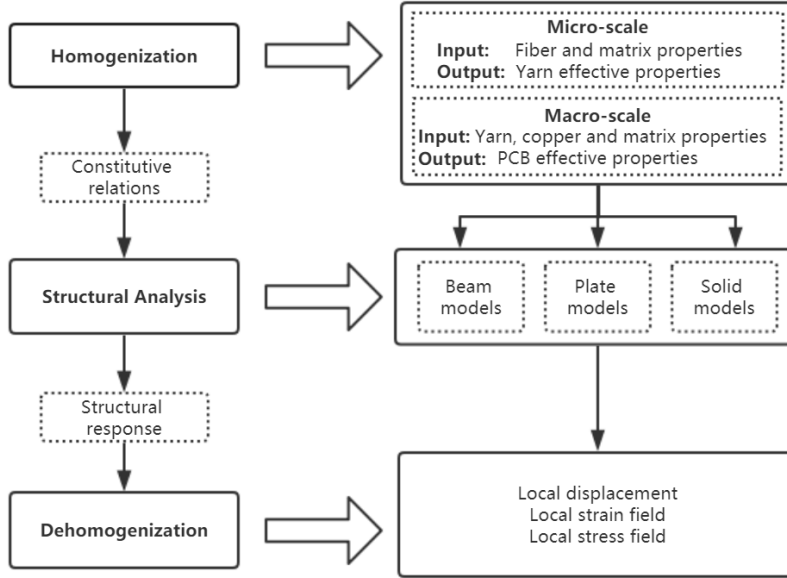 Homogenization
Micro-scale
Input: Fiber and matrix properties
Output: Yarn effective properties
Macro-scale
Input: Yarn, copper and matrix properties
Output: PCB effective properties
Constitutive
relations
Structural Analysis
Beam
models
Plate
models
Solid
models
Structural
response
Dehomogenization
Local displacement
Local strain field
Local stress field